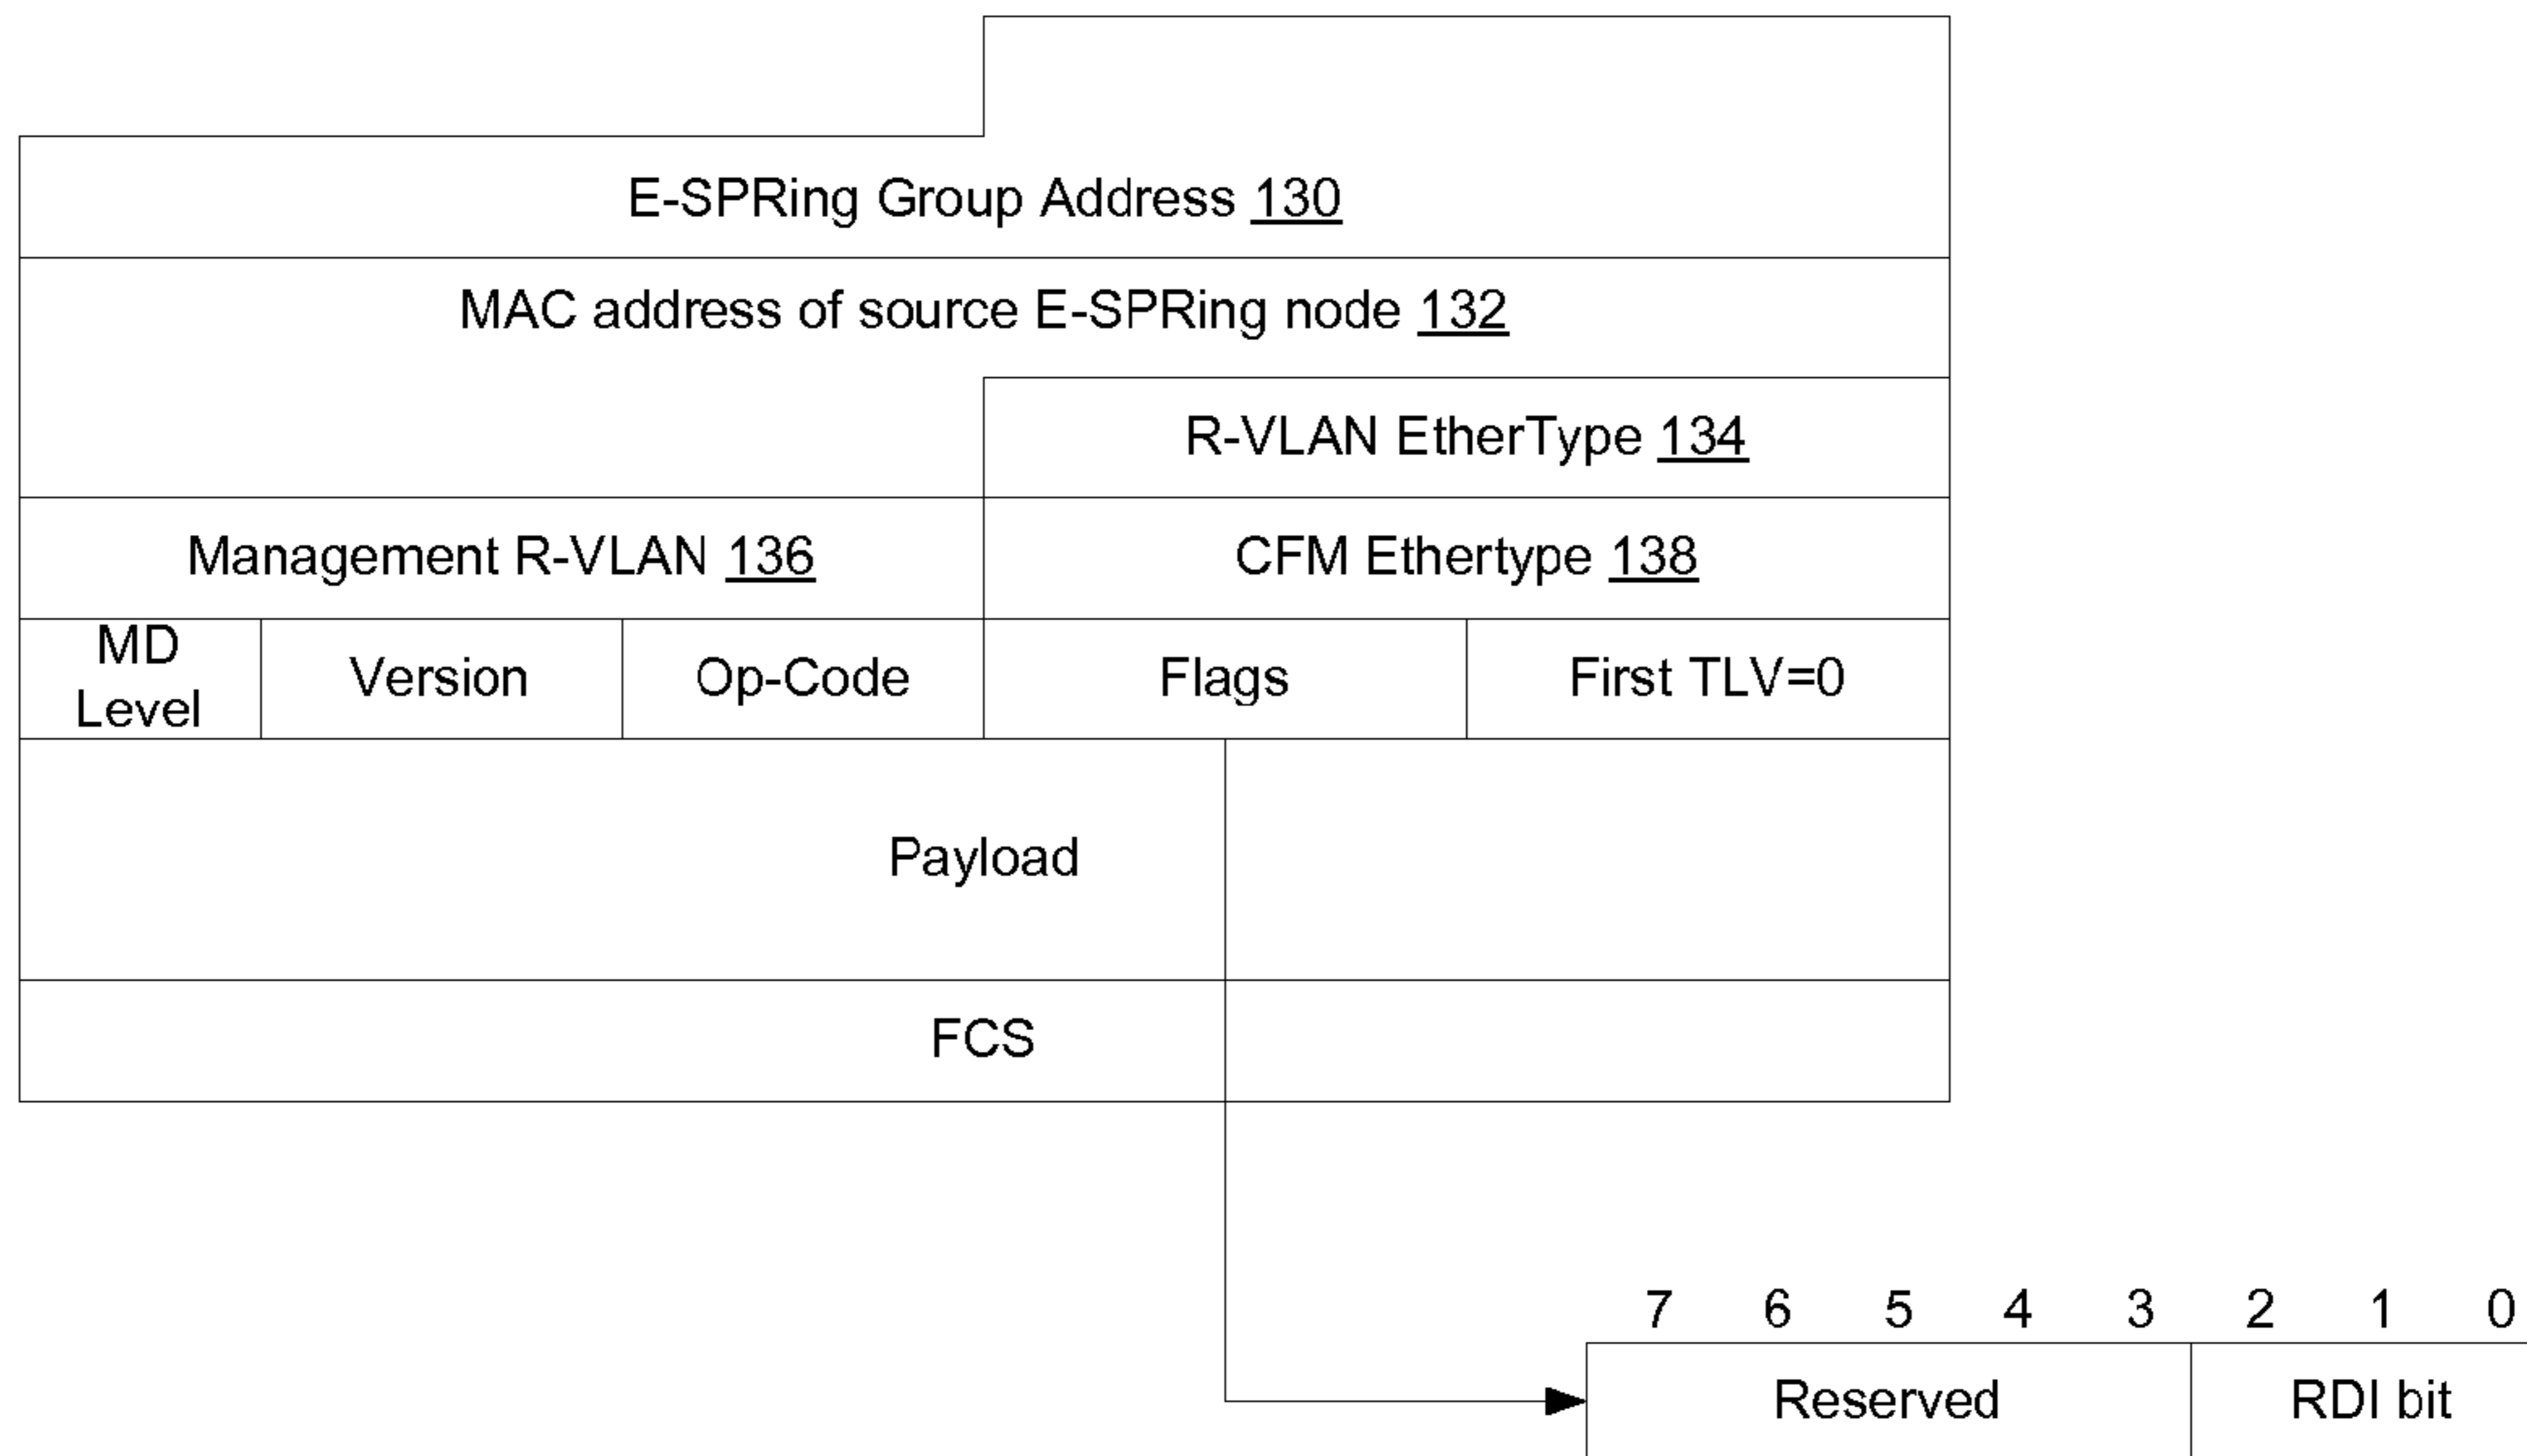 E-SPRing Group Address 130
MAC address of source E-SPRing node 132
R-VLAN EtherType 134
Management R-VLAN 136 CFM Ethertype 138
MD Level Version Op-Code Flags First TLV=0
Payload
FCS
7 6 5 4 3 2 1 0
Reserved RDI bit